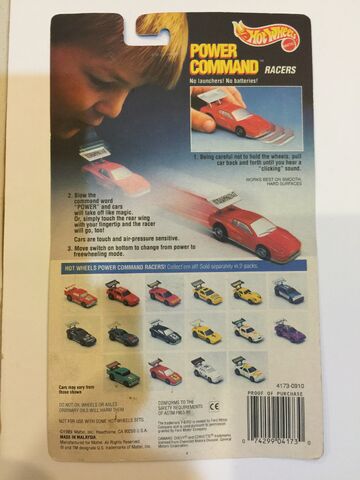 Hot Wheels
MATTEL
POWER
COMMAND™ RACERS
No launchers! No batteries!
1. Being careful not to hold the wheels, pull
car back and forth until you hear a
"clicking" sound.
WORKS BEST ON SMOOTH,
HARD SURFACES
2. Blow the
command word
"POWER" and cars
will take off like magic.
Or, simply touch the rear wing
with your fingertip and the racer
will go, too!
Cars are touch and air-pressure sensitive.
3. Move switch on bottom to change from power to
freewheeling mode.
HOT WHEELS POWER COMMAND RACERS! Collect'em all! Sold separately in 2-packs.
Cars may vary from
those shown
4173-0910
PROOF OF PURCHASE
DO NOT OIL WHEELS OR AXLES
ORDINARY OILS WILL HARM THEM
NOT FOR USE WITH SOME HOT WHEELS SETS.
CONFORMS TO THE
SAFETY REQUIREMENTS
OF ASTM F963-86
CE
MADE IN MALAYSIA
0 74299 04173 0